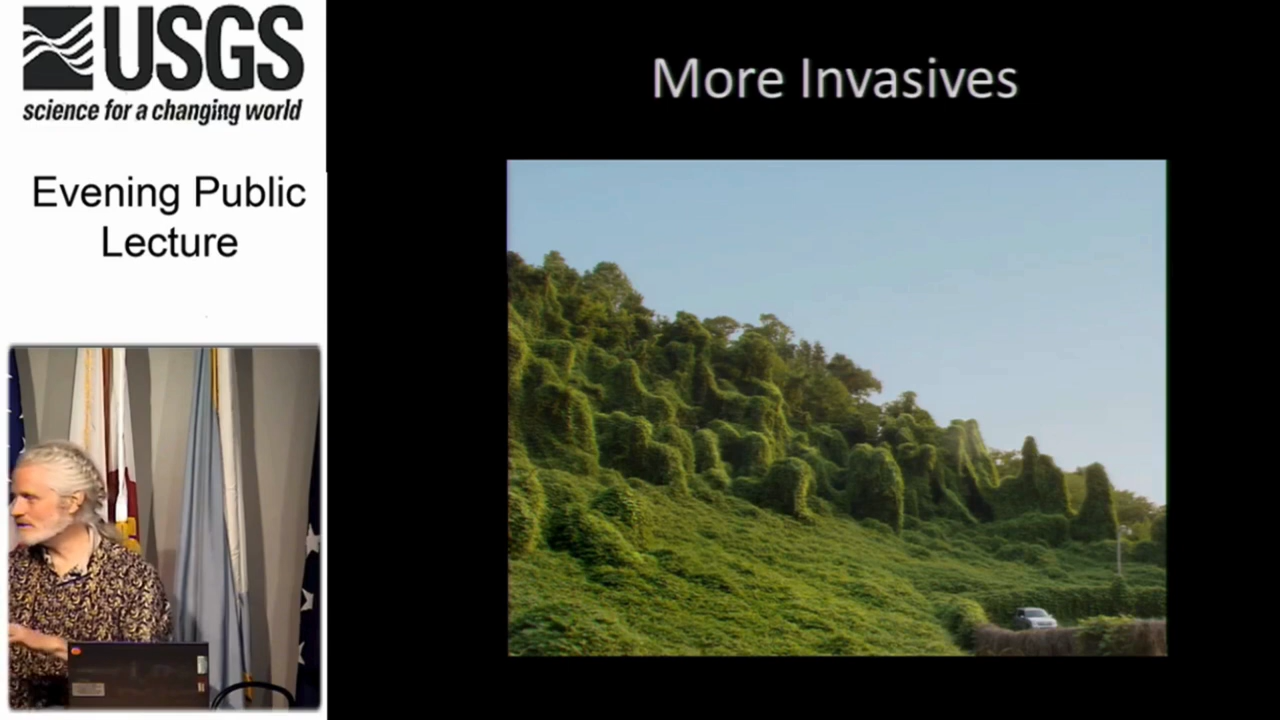 USGS
science for a changing world
Evening Public
Lecture
More Invasives